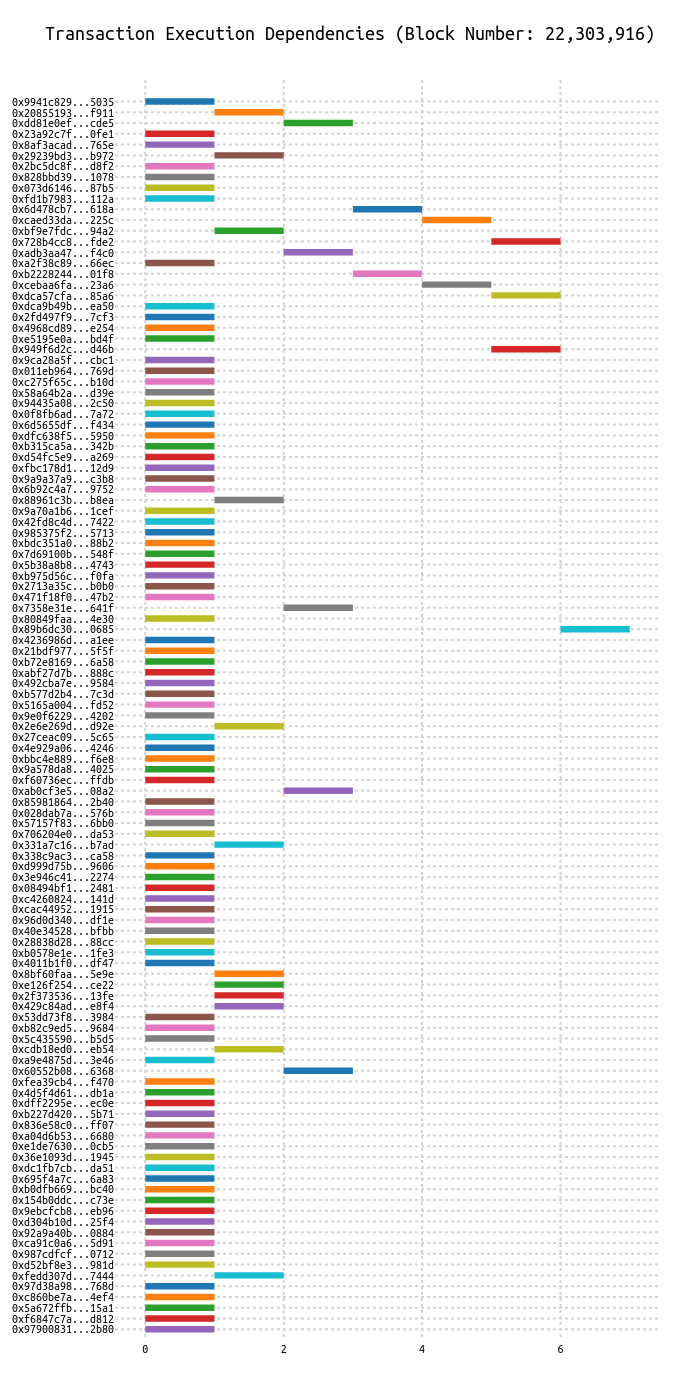 Transaction Execution Dependencies (Block Number: 22,303,916)
0x9941c829...5035
0x20855193...f911
0xdd81e0ef...cde5
0x23a92c7f...0fe1
0x8af3acad...765e
0x29239bd3...b972
0x2bc5dc8f...d8f2
0x828bbd39...1078
0x073d6146...87b5
0xfd1b7983...112a
0x6d478cb7...618a
0xcaed33da...225c
0xbf9e7fdc...94a2
0x728b4cc8...fde2
0xadb3aa47...f4c0
0xa2f38c89...66ec
0xb2228244...01f8
0xcebaa6fa...23a6
0xdca57cfa...85a6
0xdca9b49b...ea50
0x2fd497f9...7cf3
0x4968cd89...e254
0xe5195e0a...bd4f
0x949f6d2c...d46b
0x9ca28a5f...cbc1
0x011eb964...769d
0xc275f65c...b10d
0x58a64b2a...d39e
0x94435a08...2c50
0x0f8fb6ad...7a72
0x6d5655df...f434
0xdfc638f5...5950
0xb315ca5a...342b
0xd54fc5e9...a269
0xfbc178d1...12d9
0x9a9a37a9...c3b8
0x6b92c4a7...9752
0x88961c3b...b8ea
0x9a70a1b6...1cef
0x42fd8c4d...7422
0x985375f2...5713
0xbdc351a0...88b2
0x7d69100b...548f
0x5b38a8b8...4743
0xb975d56c...f0fa
0x2713a35c...b0b0
0x471f18f0...47b2
0x7358e31e...641f
0x80849faa...4e30
0x89b6dc30...0685
0x4236986d...a1ee
0x21bdf977...5f5f
0xb72e8169...6a58
0xabf27d7b...888c
0x492cba7e...9584
0xb577d2b4...7c3d
0x5165a004...fd52
0x9e0f6229...4202
0x2e6e269d...d92e
0x27ceac09...5c65
0x4e929a06...4246
0xbbc4e889...f6e8
0x9a578da8...4025
0xf60736ec...ffdb
0xab0cf3e5...08a2
0x85981864...2b40
0x028dab7a...576b
0x57157f83...6bb0
0x706204e0...da53
0x331a7c16...b7ad
0x338c9ac3...ca58
0xd999d75b...9606
0x3e946c41...2274
0x08494bf1...2481
0xc4260824...141d
0xcac44952...1915
0x96d0d340...df1e
0x40e34528...bfbb
0x28838d28...88cc
0xb0578e1e...1fe3
0x4011b1f0...df47
0x8bf60faa...5e9e
0xe126f254...ce22
0x2f373536...13fe
0x429c84ad...e8f4
0x53dd73f8...3984
0xb82c9ed5...9684
0x5c435590...b5d5
0xcdb18ed0...eb54
0xa9e4875d...3e46
0x60552b08...6368
0xfea39cb4...f470
0x4d5f4d61...db1a
0xdff2295e...ec0e
0xb227d420...5b71
0x836e58c0...ff07
0xa04d6b53...6680
0xe1de7630...0cb5
0x36e1093d...1945
0xdc1fb7cb...da51
0x695f4a7c...6a83
0xb0dfb669...bc40
0x154b0ddc...c73e
0x9ebcfcb8...eb96
0xd304b10d...25f4
0x92a9a40b...0884
0xca91c0a6...5d91
0x987cdfcf...0712
0xd52bf8e3...981d
0xfedd307d...7444
0x97d38a98...768d
0xc860be7a...4ef4
0x5a672ffb...15a1
0xf6847c7a...d812
0x97900831...2b80
0 2 4 6